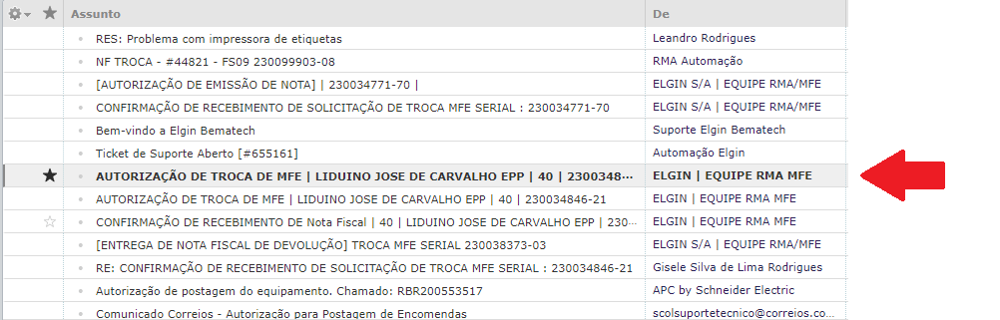 Assunto De
RES: Problema com impressora de etiquetas Leandro Rodrigues
NF TROCA - #44821 - FS09 230099903-08 RMA Automação
[AUTORIZAÇÃO DE EMISSÃO DE NOTA] | 230034771-70 | ELGIN S/A | EQUIPE RMA/MFE
CONFIRMAÇÃO DE RECEBIMENTO DE SOLICITAÇÃO DE TROCA MFE SERIAL : 230034771-70 ELGIN S/A | EQUIPE RMA/MFE
Bem-vindo a Elgin Bematech Suporte Elgin Bematech
Ticket de Suporte Aberto [#655161] Automação Elgin
AUTORIZAÇÃO DE TROCA DE MFE | LIDUINO JOSE DE CARVALHO EPP | 40 | 2300348··· ELGIN | EQUIPE RMA MFE
AUTORIZAÇÃO DE TROCA DE MFE | LIDUINO JOSE DE CARVALHO EPP | 40 | 230034846-21 ELGIN | EQUIPE RMA MFE
CONFIRMAÇÃO DE RECEBIMENTO DE Nota Fiscal | 40 | LIDUINO JOSE DE CARVALHO EPP | 230··· ELGIN | EQUIPE RMA MFE
[ENTREGA DE NOTA FISCAL DE DEVOLUÇÃO] TROCA MFE SERIAL 230038373-03 ELGIN S/A | EQUIPE RMA/MFE
RE: CONFIRMAÇÃO DE RECEBIMENTO DE SOLICITAÇÃO DE TROCA MFE SERIAL : 230034846-21 Gisele Silva de Lima Rodrigues
Autorização de postagem do equipamento. Chamado: RBR200553517 APC by Schneider Electric
Comunicado Correios - Autorização para Postagem de Encomendas scolsuportetecnico@correios.co...